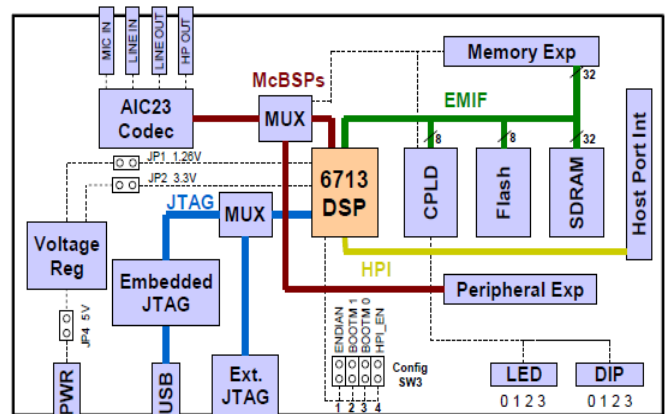 MIC IN
LINE IN
LINE OUT
HP OUT
Memory Exp
32
McBSPs
EMIF
AIC23
Codec
MUX
8
8
32
JP1 1.26V
JP2 3.3V
6713
DSP
CPLD
Flash
SDRAM
Host Port Int
JTAG
MUX
Voltage
Reg
HPI
Embedded
JTAG
Peripheral Exp
JP4 5V
ENDIAN
BOOTM 1
BOOTM 0
HPI_EN
Config
SW3
PWR
USB
Ext.
JTAG
LED
DIP
1 2 3 4
0 1 2 3
0 1 2 3